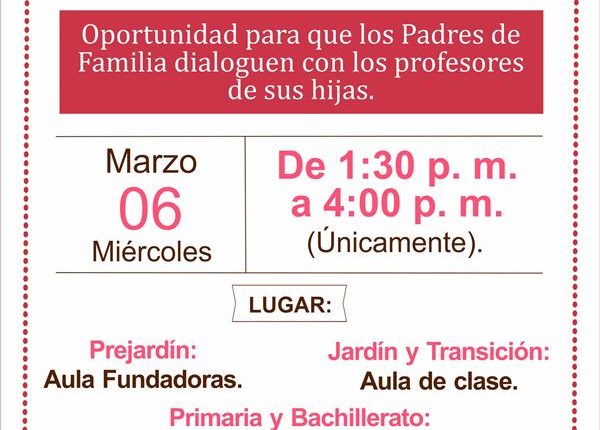 Oportunidad para que los Padres de
Familia dialoguen con los profesores
de sus hijas.
Marzo
06
Miércoles
De 1:30 p. m.
a 4:00 p. m.
(Únicamente).
LUGAR:
Prejardín:
Aula Fundadoras.
Jardín y Transición:
Aula de clase.
Primaria y Bachillerato: